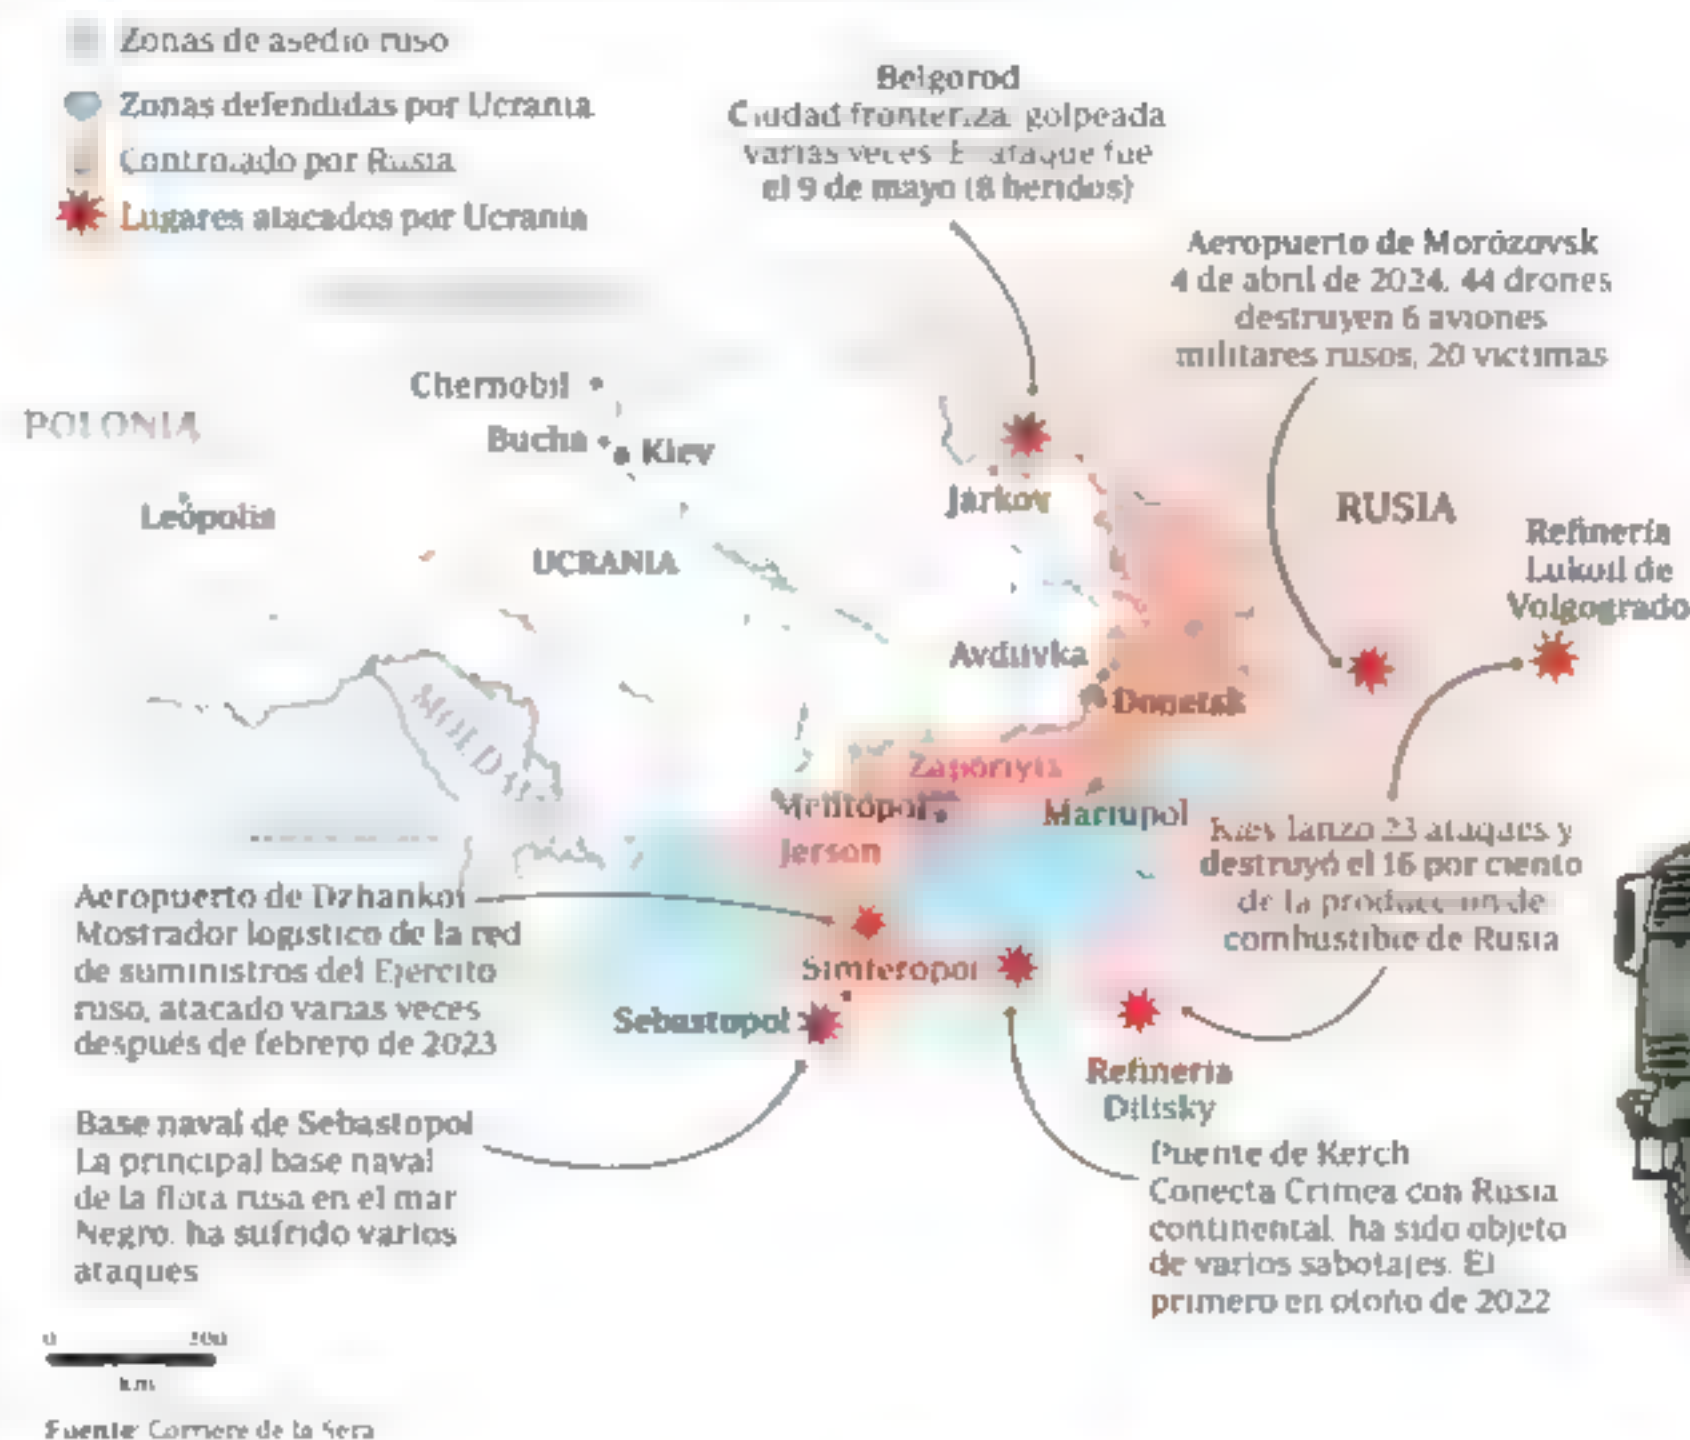 Zonas de asedio ruso
Zonas defendidas por Ucrania
Controlado por Rusia
Lugares atacados por Ucrania
Belgorod
Ciudad fronteriza golpeada
varias veces. El ataque fue
el 9 de mayo (8 heridos)
Aeropuerto de Morózovsk
4 de abril de 2024. 44 drones
destruyen 6 aviones
militares rusos, 20 víctimas
Chernobil
POLONIA
Bucha
Kiev
Leópolis
Járkov
RUSIA
Refinería
Lukoil de
Volgogrado
UCRANIA
Avdiivka
Donetsk
Zaporiyia
Melitópol
Mariupol
Jerson
Kiev lanzó 23 ataques y
destruyó el 16 por ciento
de la producción de
combustible de Rusia
Aeropuerto de Dzhankoi
Mostrador logístico de la red
de suministros del Ejército
ruso, atacado varias veces
después de febrero de 2023
Simferopol
Sebastopol
Refinería
Base naval de Sebastopol
La principal base naval
de la flota rusa en el mar
Negro, ha sufrido varios
ataques
Puente de Kerch
Conecta Crimea con Rusia
continental, ha sido objeto
de varios sabotajes. El
primero en otoño de 2022
0
km
Fuente: Corriere de la Sera